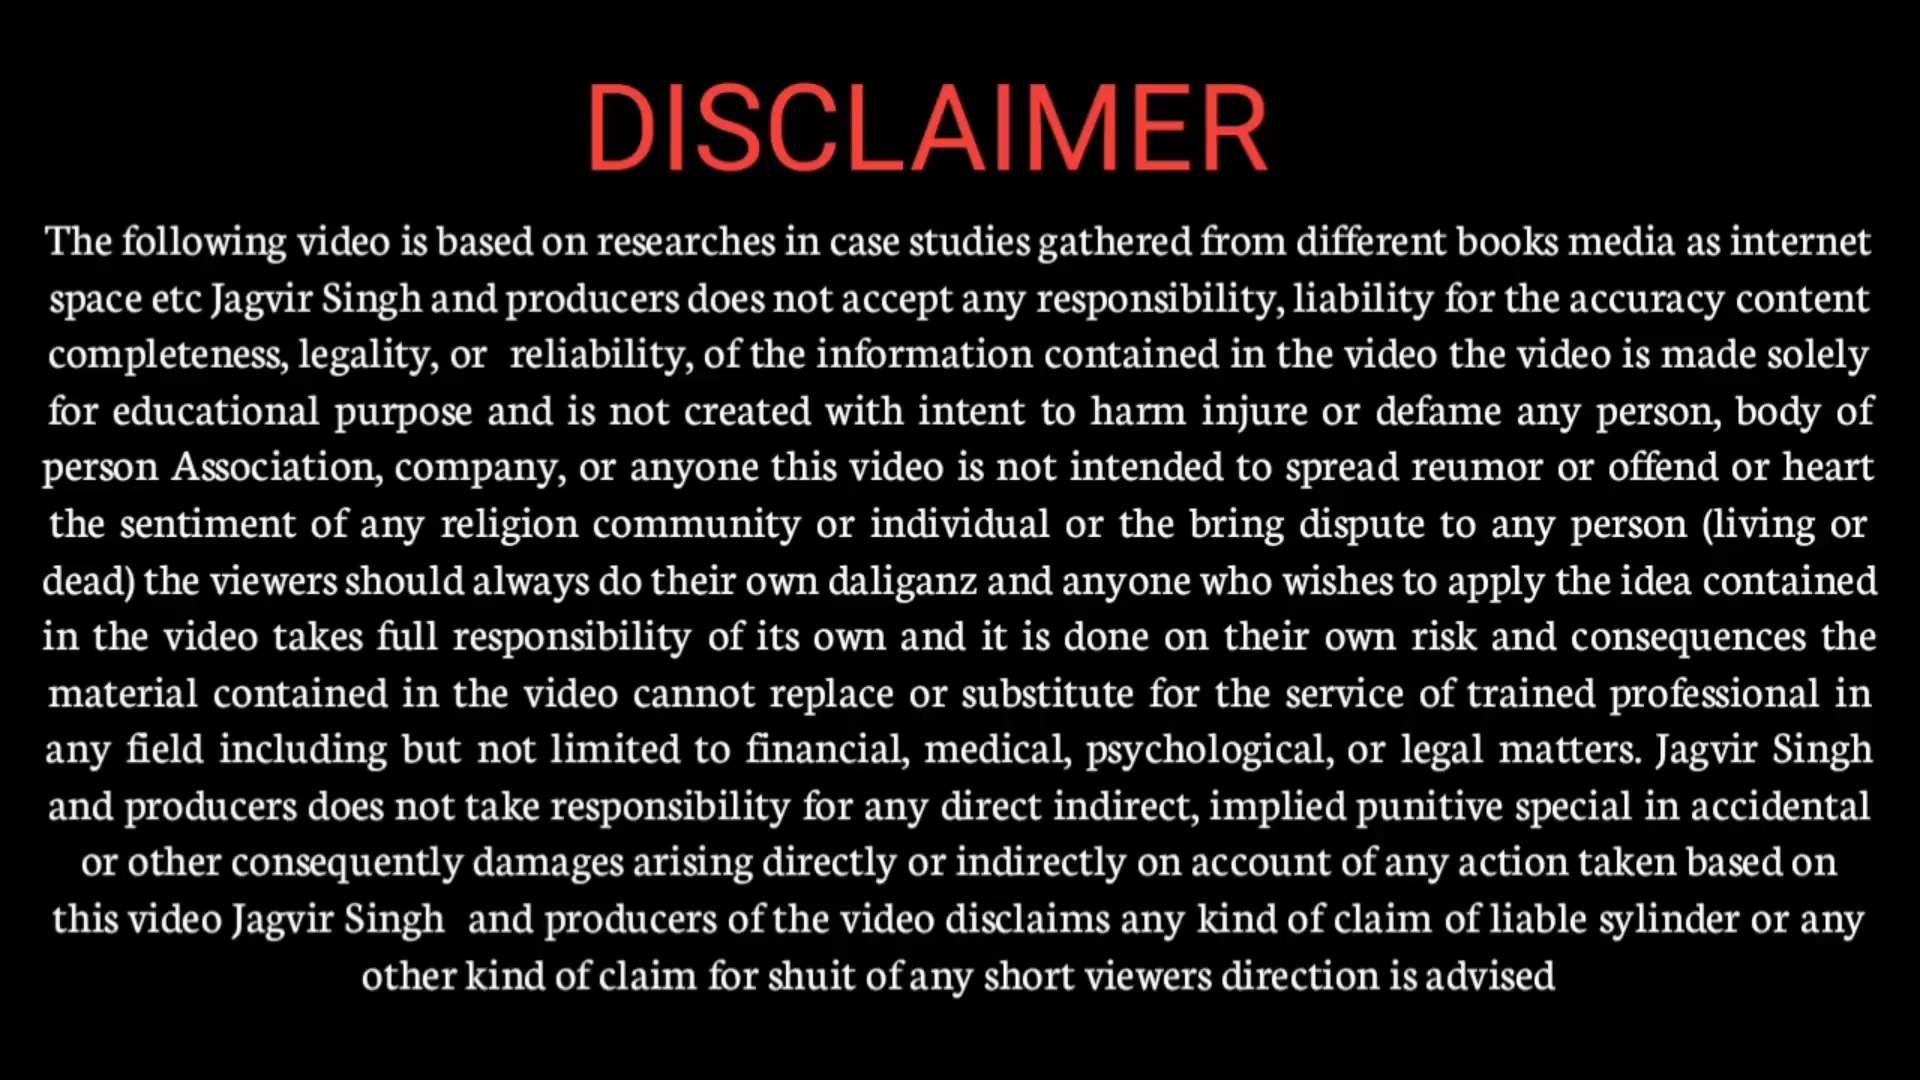 DISCLAIMER
The following video is based on researches in case studies gathered from different books media as internet
space etc Jagvir Singh and producers does not accept any responsibility, liability for the accuracy content
completeness, legality, or reliability, of the information contained in the video the video is made solely
for educational purpose and is not created with intent to harm injure or defame any person, body of
person Association, company, or anyone this video is not intended to spread reumor or offend or heart
the sentiment of any religion community or individual or the bring dispute to any person (living or
dead) the viewers should always do their own daliganz and anyone who wishes to apply the idea contained
in the video takes full responsibility of its own and it is done on their own risk and consequences the
material contained in the video cannot replace or substitute for the service of trained professional in
any field including but not limited to financial, medical, psychological, or legal matters. Jagvir Singh
and producers does not take responsibility for any direct indirect, implied punitive special in accidental
or other consequently damages arising directly or indirectly on account of any action taken based on
this video Jagvir Singh and producers of the video disclaims any kind of claim of liable sylinder or any
other kind of claim for shuit of any short viewers direction is advised